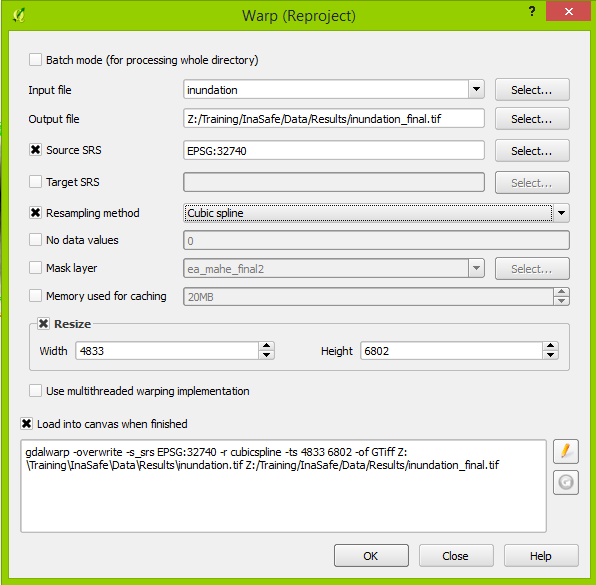 Warp (Reproject)
?
Batch mode (for processing whole directory)
Input file inundation Select...
Output file Z:/Training/InaSafe/Data/Results/inundation_final.tif Select...
Source SRS EPSG:32740 Select...
Target SRS Select...
Resampling method Cubic spline
No data values 0
Mask layer ea_mahe_final2 Select...
Memory used for caching 20MB
Resize
Width 4833 Height 6802
Use multithreaded warping implementation
Load into canvas when finished
gdalwarp -overwrite -s_srs EPSG:32740 -r cubicspline -ts 4833 6802 -of GTiff Z:
\Training\InaSafe\Data\Results\inundation.tif Z:/Training/InaSafe/Data/Results/inundation_final.tif
OK Close Help